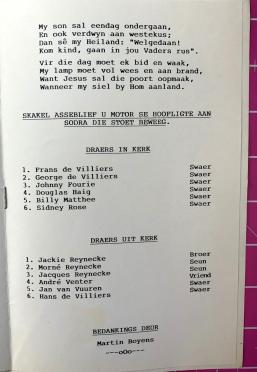 My son sal eendag ondergaan,
En ook verdwyn aan westekus;
Dan sê my Heiland: "Welgedaan!
Kom kind, gaan in jou Vaders rus".
Vir die dag moet ek bid en waak,
My lamp moet vol wees en aan brand,
Want Jesus sal die poort oopmaak,
Wanneer my siel by Hom aanland.
SKAKEL ASSEBLIEF U MOTOR SE HOOFLIGTE AAN
SODRA DIE STOET BEWEEG.
DRAERS IN KERK
1. Frans de Villiers Swaer
2. George de Villiers Swaer
3. Johnny Fourie Swaer
4. Douglas Haig Swaer
5. Billy Matthee Swaer
6. Sidney Rose Swaer
DRAERS UIT KERK
1. Jackie Reynecke Broer
2. Morné Reynecke Seun
3. Jacques Reynecke Seun
4. André Venter Vriend
5. Jan van Vuuren Swaer
6. Hans de Villiers Swaer
BEDANKINGS DEUR
Martin Boyens
---oOo---